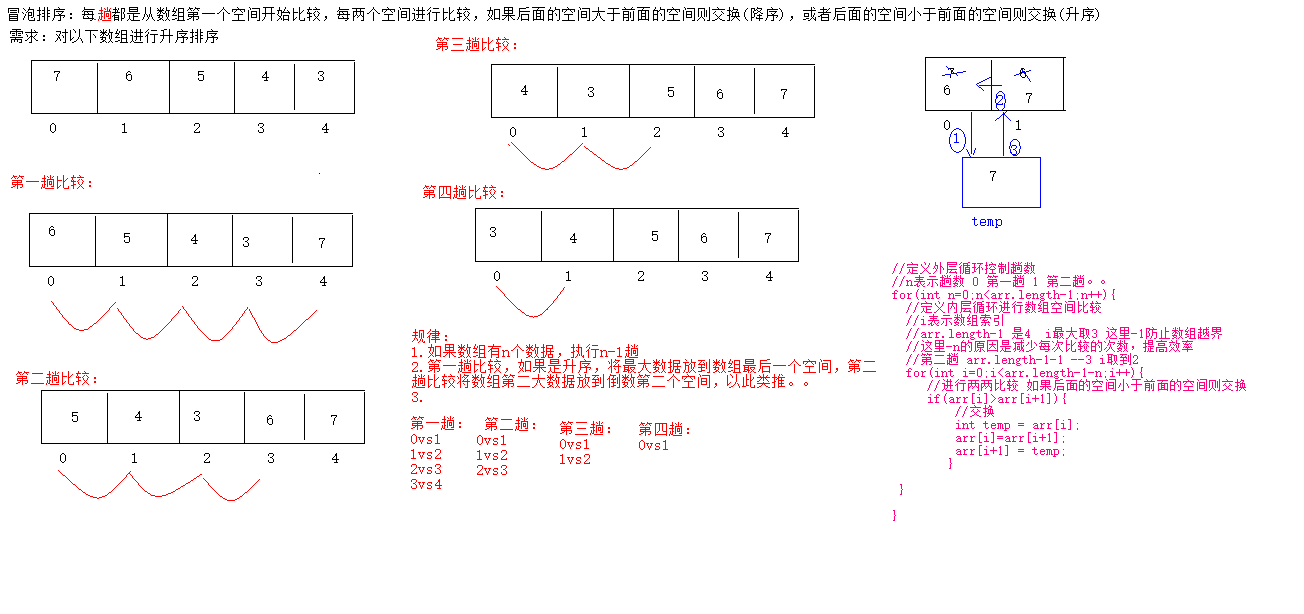 冒泡排序：每趟都是从数组第一个空间开始比较，每两个空间进行比较，如果后面的空间大于前面的空间则交换(降序)，或者后面的空间小于前面的空间则交换(升序)
需求：对以下数组进行升序排序
7 6 5 4 3
0 1 2 3 4
第一趟比较：
6 5 4 3 7
0 1 2 3 4
第二趟比较：
5 4 3 6 7
0 1 2 3 4
第三趟比较：
4 3 5 6 7
0 1 2 3 4
第四趟比较：
3 4 5 6 7
0 1 2 3 4
规律：
1.如果数组有n个数据，执行n-1趟
2.第一趟比较，如果是升序，将最大数据放到数组最后一个空间，第二
趟比较将数组第二大数据放到倒数第二个空间，以此类推。。
3.
第一趟： 第二趟： 第三趟： 第四趟：
0vs1 0vs1 0vs1 0vs1
1vs2 1vs2 1vs2
2vs3 2vs3
3vs4
7 6
6 2 7
0 1
1 3
7
temp
//定义外层循环控制趟数
//n表示趟数 0 第一趟 1 第二趟。。
for(int n=0;n<arr.length-1;n++){
//定义内层循环进行数组空间比较
//i表示数组索引
//arr.length-1 是4 i最大取3 这里-1防止数组越界
//这里-n的原因是减少每次比较的次数，提高效率
//第二趟 arr.length-1-1 --3 i取到2
for(int i=0;i<arr.length-1-n;i++){
//进行两两比较 如果后面的空间小于前面的空间则交换
if(arr[i]>arr[i+1]){
//交换
int temp = arr[i];
arr[i]=arr[i+1];
arr[i+1] = temp;
}
}
}